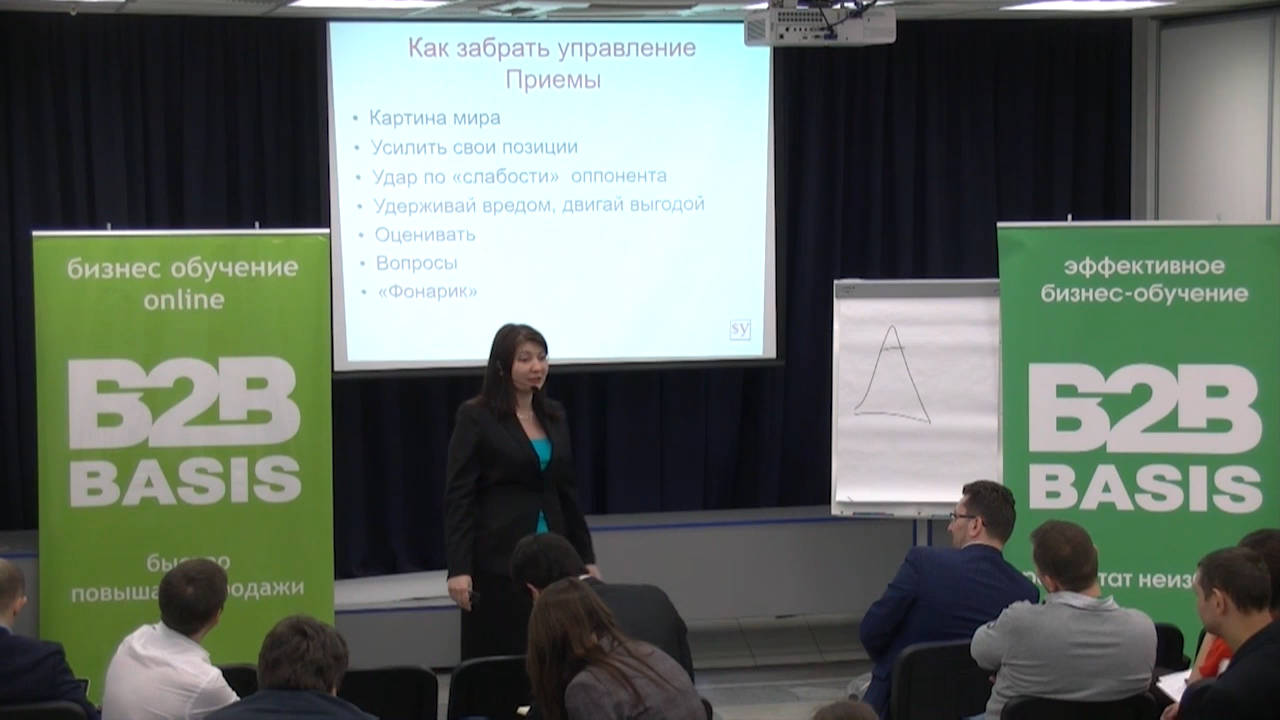 Как забрать управление
Приемы
• Картина мира
• Усилить свои позиции
• Удар по «слабости» оппонента
• Удерживай вредом, двигай выгодой
• Оценивать
• Вопросы
• «Фонарик»
sy
бизнес обучение
online
Б2В
BASIS
эффективное
бизнес-обучение
Б2В
BASIS